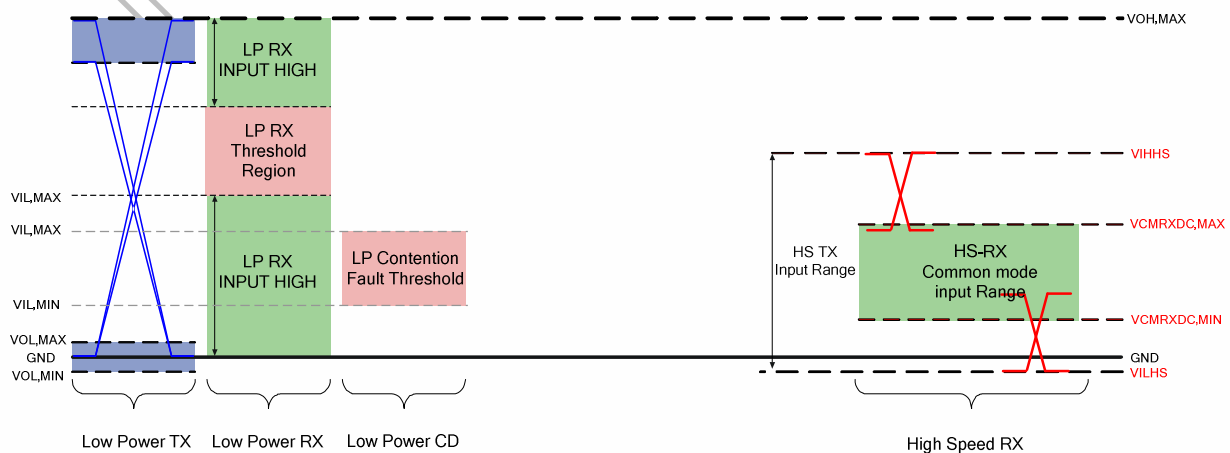 VOH,MAX
LP RX
INPUT HIGH
LP RX
Threshold
Region
VIHHS
VIL,MAX
VIL,MAX
VCMRXDC,MAX
LP RX
INPUT HIGH
LP Contention
Fault Threshold
HS TX
Input Range
HS-RX
Common mode
input Range
VIL,MIN
VCMRXDC,MIN
VOL,MAX
GND
GND
VOL,MIN
VILHS
Low Power TX
Low Power RX
Low Power CD
High Speed RX